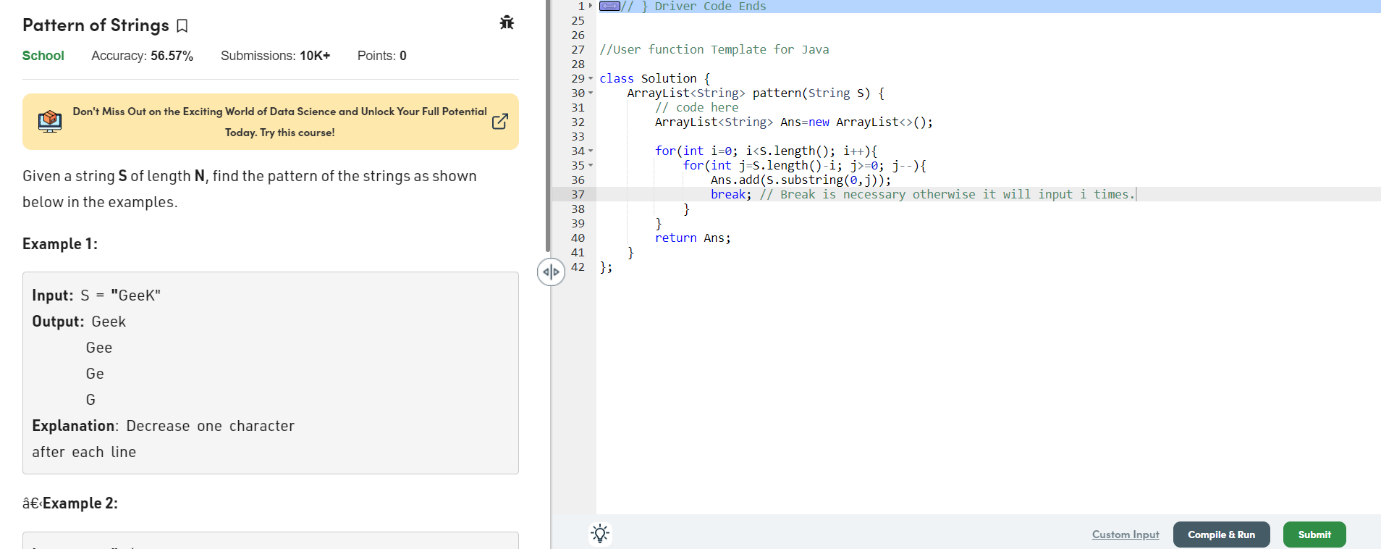 Pattern of Strings
School Accuracy: 56.57% Submissions: 10K+ Points: 0
Don't Miss Out on the Exciting World of Data Science and Unlock Your Full Potential
Today. Try this course!
Given a string S of length N, find the pattern of the strings as shown
below in the examples.
Example 1:
Input: S = "GeeK"
Output: Geek
Gee
Ge
G
Explanation: Decrease one character
after each line
â€‹Example 2:
1 // } Driver Code Ends
25
26
27 //User function Template for Java
28
29 class Solution {
30 ArrayList<String> pattern(String S) {
31 // code here
32 ArrayList<String> Ans=new ArrayList<>();
33
34 for(int i=0; i<S.length(); i++){
35 for(int j=S.length()-i; j>=0; j--){
36 Ans.add(S.substring(0,j));
37 break; // Break is necessary otherwise it will input i times.
38 }
39 }
40 return Ans;
41 }
42 };
Custom Input Compile & Run Submit